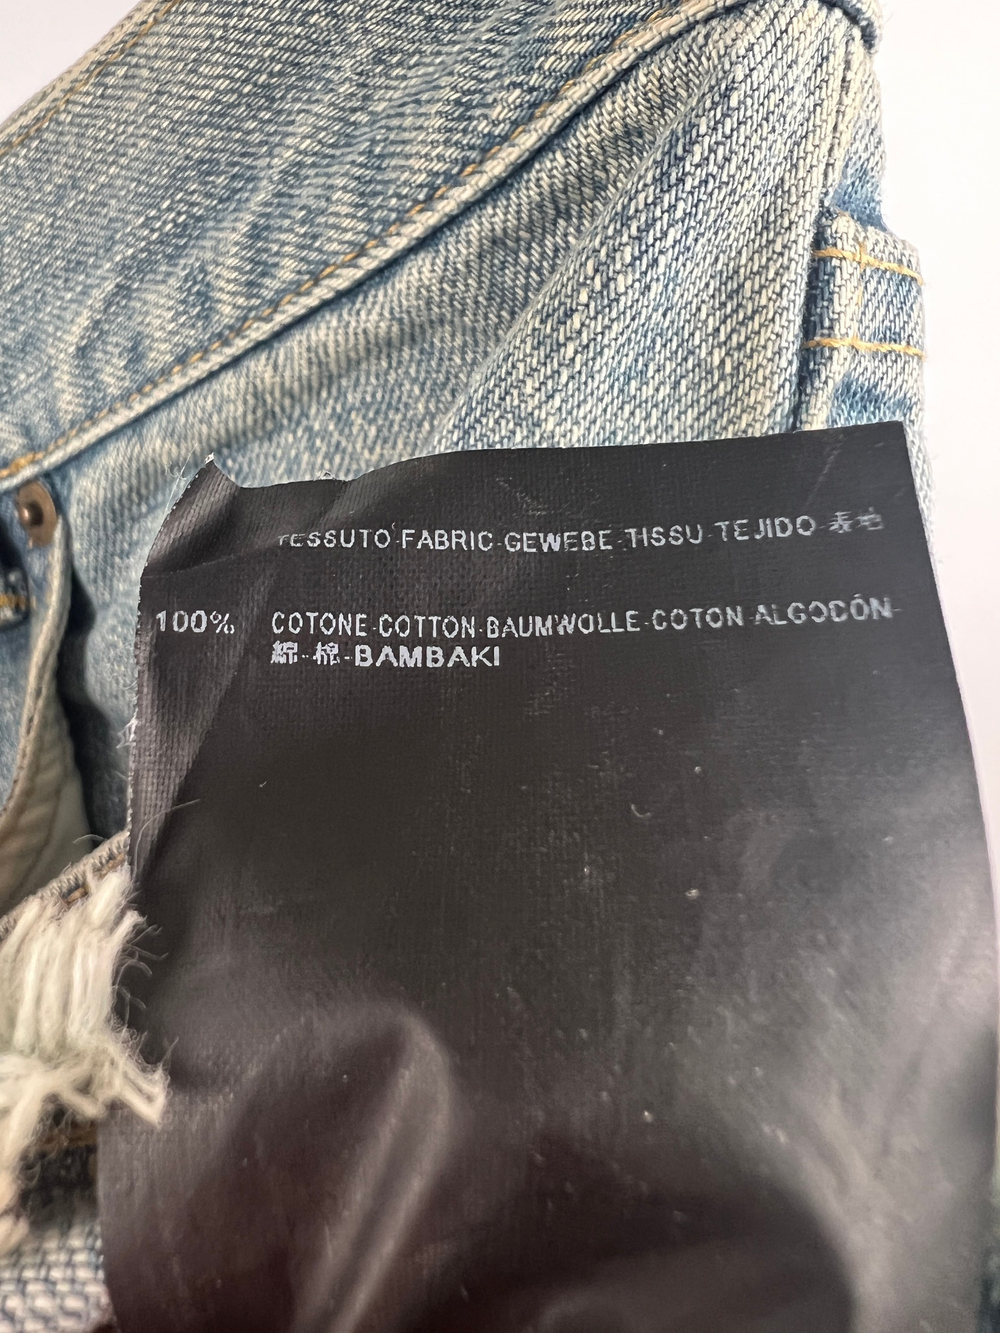 TESSUTO-FABRIC-GEWEBE-TISSU-TEJIDO-表地
100% COTONE-COTTON-BAUMWOLLE-COTON-ALGODÓN-
綿-棉-BAMBAKI